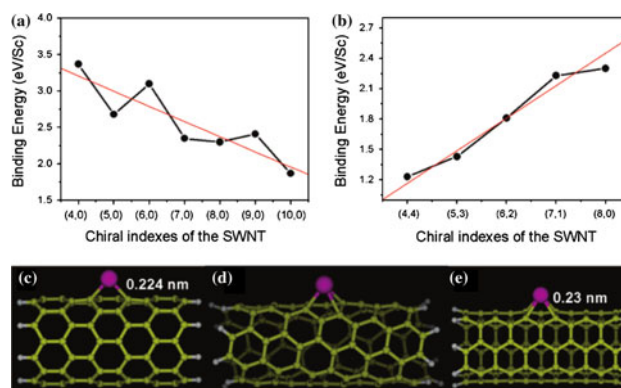 (a)
4.0
3.5
3.0
2.5
2.0
1.5
Binding Energy (eV/Sc)
(4,0) (5,0) (6,0) (7,0) (8,0) (9,0) (10,0)
Chiral indexes of the SWNT
(b)
2.7
2.4
2.1
1.8
1.5
1.2
Binding Energy (eV/Sc)
(4,4) (5,3) (6,2) (7,1) (8,0)
Chiral indexes of the SWNT
(c)
0.224 nm
(d)
(e)
0.23 nm